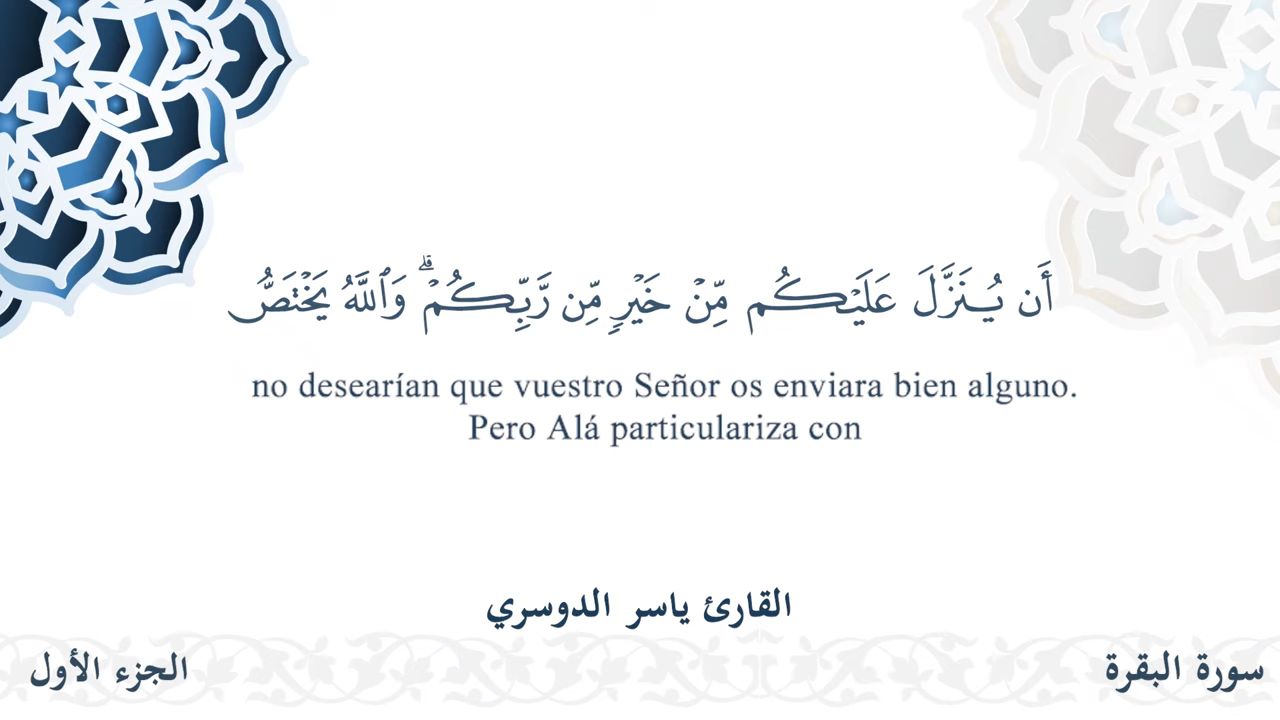 أَن يُنَزَّلَ عَلَيۡكُم مِّنۡ خَيۡرٖ مِّن رَّبِّكُمۡۚ وَٱللَّهُ يَخۡتَصُّ
no desearían que vuestro Señor os enviara bien alguno.
Pero Alá particulariza con
القارئ ياسر الدوسري
سورة البقرة
الجزء الأول